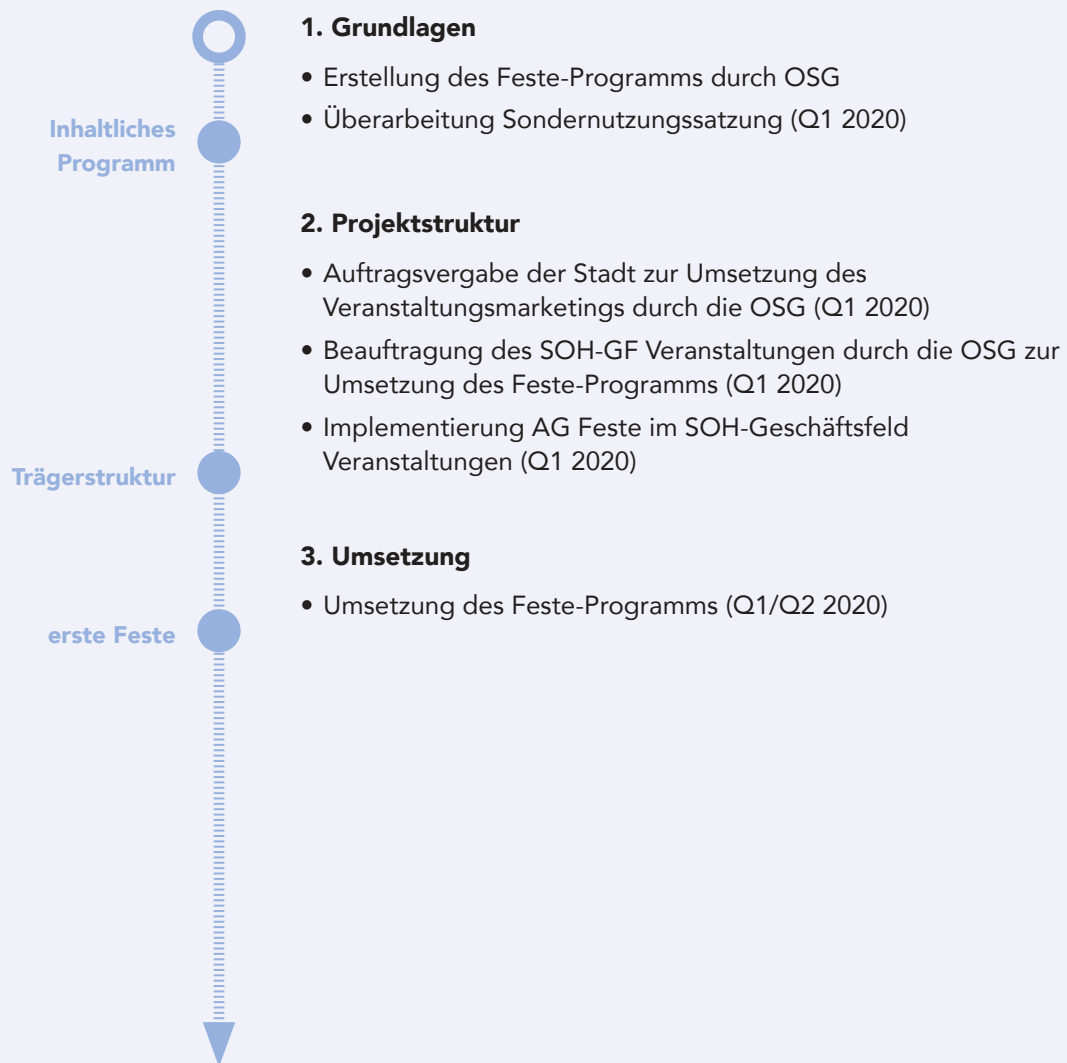 1. Grundlagen
• Erstellung des Feste-Programms durch OSG
• Überarbeitung Sondernutzungssatzung (Q1 2020)
Inhaltliches
Programm
2. Projektstruktur
• Auftragsvergabe der Stadt zur Umsetzung des
Veranstaltungsmarketings durch die OSG (Q1 2020)
• Beauftragung des SOH-GF Veranstaltungen durch die OSG zur
Umsetzung des Feste-Programms (Q1 2020)
• Implementierung AG Feste im SOH-Geschäftsfeld
Veranstaltungen (Q1 2020)
Trägerstruktur
3. Umsetzung
• Umsetzung des Feste-Programms (Q1/Q2 2020)
erste Feste